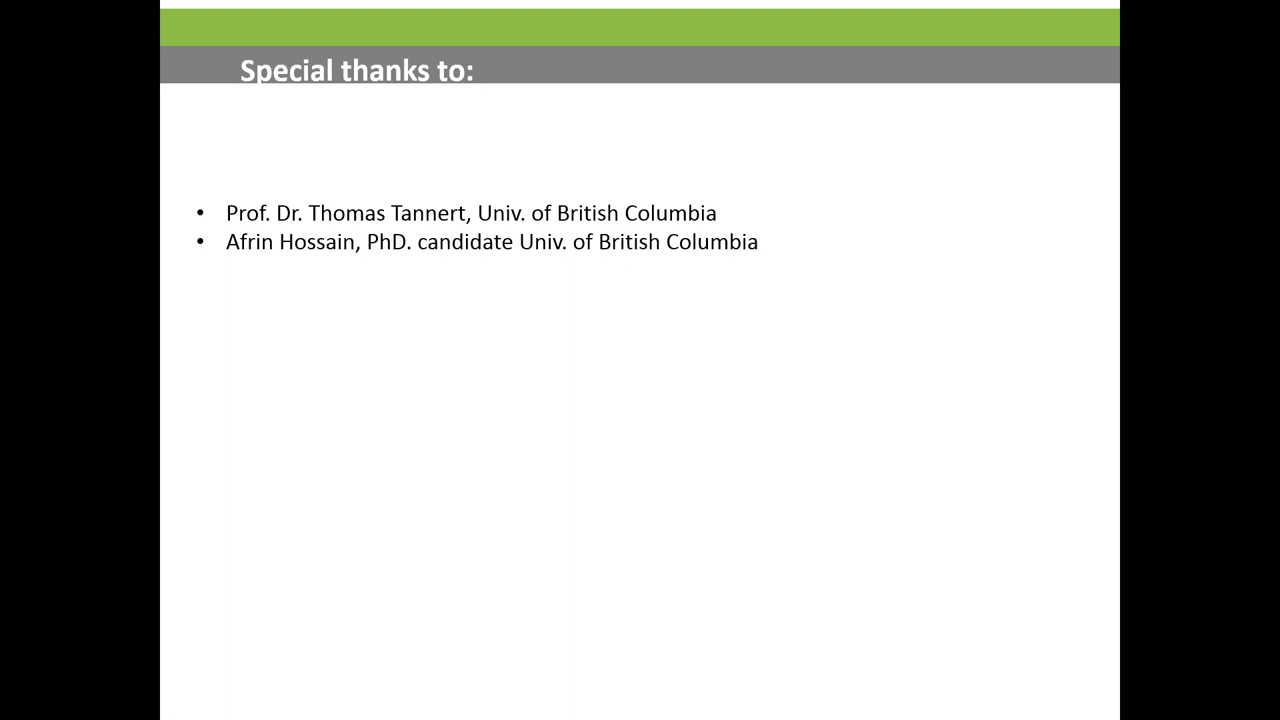 Special thanks to:
• Prof. Dr. Thomas Tannert, Univ. of British Columbia
• Afrin Hossain, PhD. candidate Univ. of British Columbia